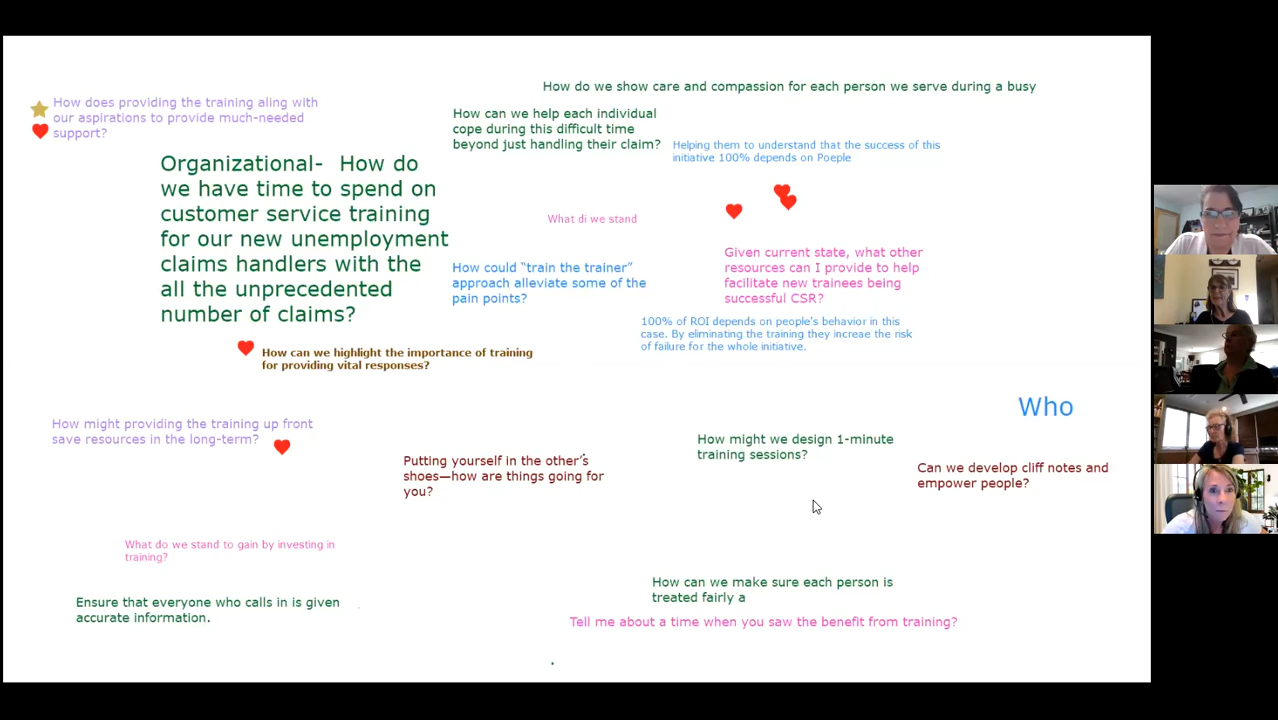 How do we show care and compassion for each person we serve during a busy
How does providing the training aling with
our aspirations to provide much-needed
support?
How can we help each individual
cope during this difficult time
beyond just handling their claim?
Helping them to understand that the success of this
initiative 100% depends on Poeple
Organizational- How do
we have time to spend on
customer service training
for our new unemployment
claims handlers with the
all the unprecedented
number of claims?
What di we stand
How could “train the trainer”
approach alleviate some of the
pain points?
Given current state, what other
resources can I provide to help
facilitate new trainees being
successful CSR?
100% of ROI depends on people's behavior in this
case. By eliminating the training they increae the risk
of failure for the whole initiative.
How can we highlight the importance of training
for providing vital responses?
Who
How might providing the training up front
save resources in the long-term?
How might we design 1-minute
training sessions?
Putting yourself in the other’s
shoes—how are things going for
you?
Can we develop cliff notes and
empower people?
What do we stand to gain by investing in
training?
Ensure that everyone who calls in is given
accurate information.
How can we make sure each person is
treated fairly a
Tell me about a time when you saw the benefit from training?